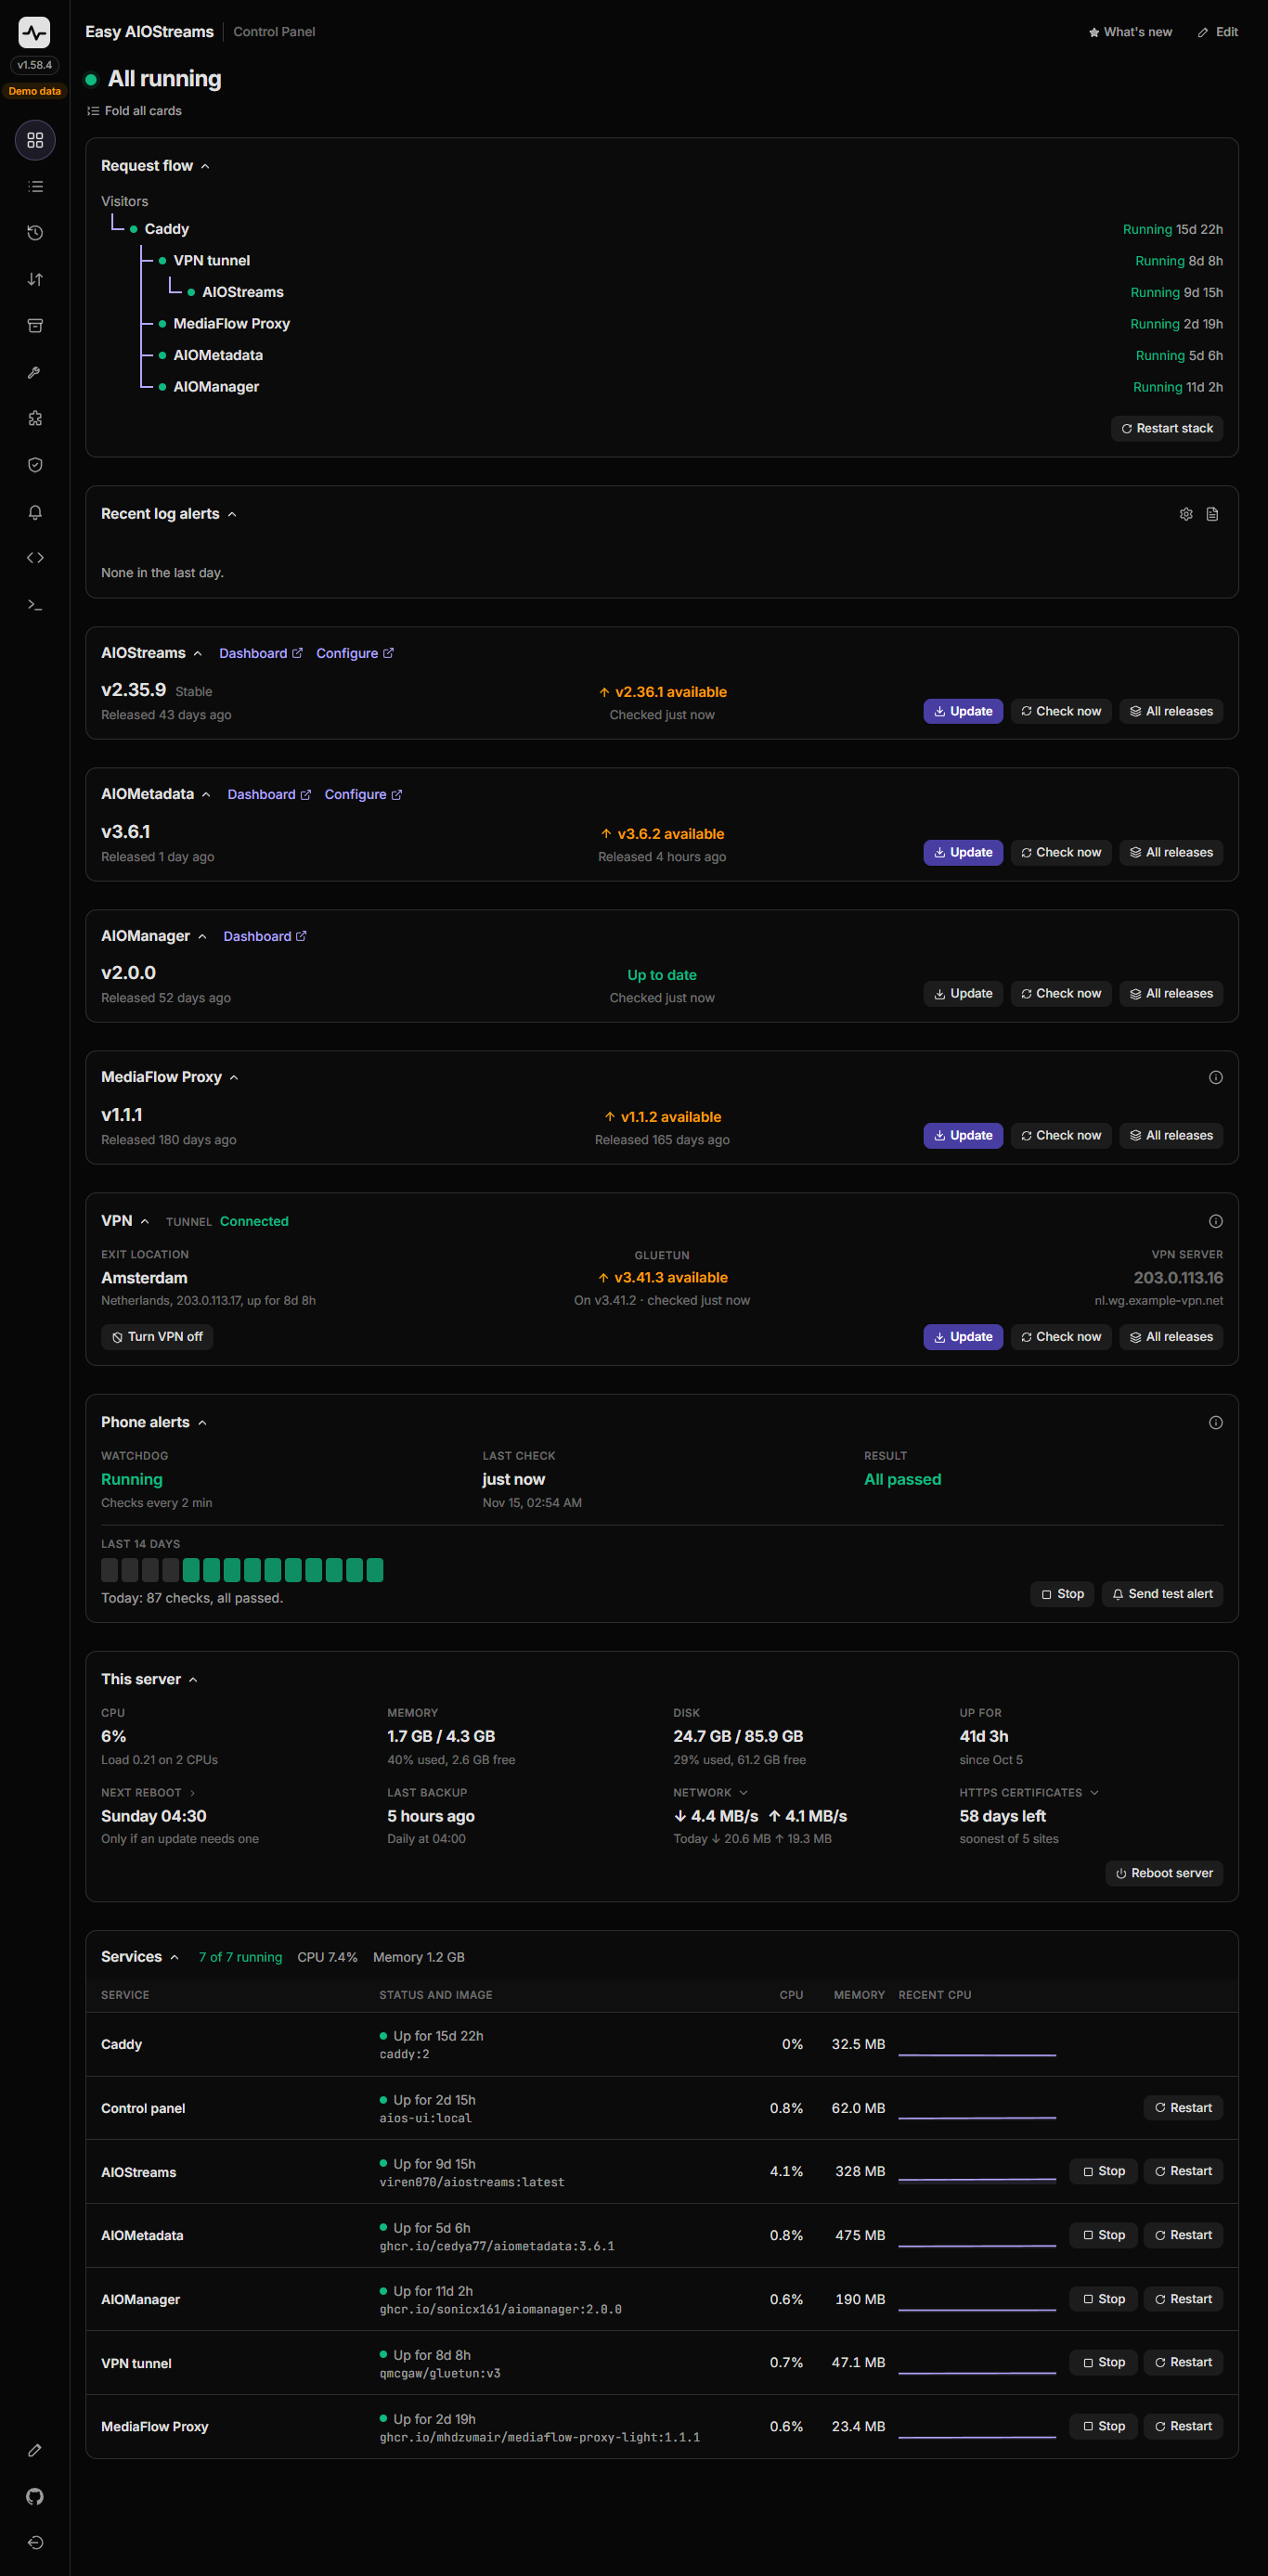 Easy AIOStreams
Control Panel
What's new
Edit
v1.58.4
Demo data
All running
Fold all cards
Request flow
Visitors
Caddy
Running 15d 22h
VPN tunnel
Running 8d 8h
AIOStreams
Running 9d 15h
MediaFlow Proxy
Running 2d 19h
AIOMetadata
Running 5d 6h
AIOManager
Running 11d 2h
Restart stack
Recent log alerts
None in the last day.
AIOStreams Dashboard Configure
v2.35.9 Stable
↑ v2.36.1 available
Released 43 days ago
Checked just now
Update Check now All releases
AIOMetadata Dashboard Configure
v3.6.1
↑ v3.6.2 available
Released 1 day ago
Released 4 hours ago
Update Check now All releases
AIOManager Dashboard
v2.0.0
Up to date
Released 52 days ago
Checked just now
Update Check now All releases
MediaFlow Proxy
v1.1.1
↑ v1.1.2 available
Released 180 days ago
Released 165 days ago
Update Check now All releases
VPN TUNNEL Connected
EXIT LOCATION
GLUETUN
VPN SERVER
Amsterdam
↑ v3.41.3 available
203.0.113.16
Netherlands, 203.0.113.17, up for 8d 8h
On v3.41.2 · checked just now
nl.wg.example-vpn.net
Turn VPN off
Update Check now All releases
Phone alerts
WATCHDOG
LAST CHECK
RESULT
Running
just now
All passed
Checks every 2 min
Nov 15, 02:54 AM
LAST 14 DAYS
Today: 87 checks, all passed.
Stop Send test alert
This server
CPU
MEMORY
DISK
UP FOR
6%
1.7 GB / 4.3 GB
24.7 GB / 85.9 GB
41d 3h
Load 0.21 on 2 CPUs
40% used, 2.6 GB free
29% used, 61.2 GB free
since Oct 5
NEXT REBOOT
LAST BACKUP
NETWORK
HTTPS CERTIFICATES
Sunday 04:30
5 hours ago
↓ 4.4 MB/s ↑ 4.1 MB/s
58 days left
Only if an update needs one
Daily at 04:00
Today ↓ 20.6 MB ↑ 19.3 MB
soonest of 5 sites
Reboot server
Services 7 of 7 running CPU 7.4% Memory 1.2 GB
SERVICE STATUS AND IMAGE CPU MEMORY RECENT CPU
Caddy
Up for 15d 22h
caddy:2
0% 32.5 MB
Control panel
Up for 2d 15h
aios-ui:local
0.8% 62.0 MB
Restart
AIOStreams
Up for 9d 15h
viren070/aiostreams:latest
4.1% 328 MB
Stop Restart
AIOMetadata
Up for 5d 6h
ghcr.io/cedya77/aiometadata:3.6.1
0.8% 475 MB
Stop Restart
AIOManager
Up for 11d 2h
ghcr.io/sonicx161/aiomanager:2.0.0
0.6% 190 MB
Stop Restart
VPN tunnel
Up for 8d 8h
qmcgaw/gluetun:v3
0.7% 47.1 MB
Stop Restart
MediaFlow Proxy
Up for 2d 19h
ghcr.io/mhdzumair/mediaflow-proxy-light:1.1.1
0.6% 23.4 MB
Stop Restart